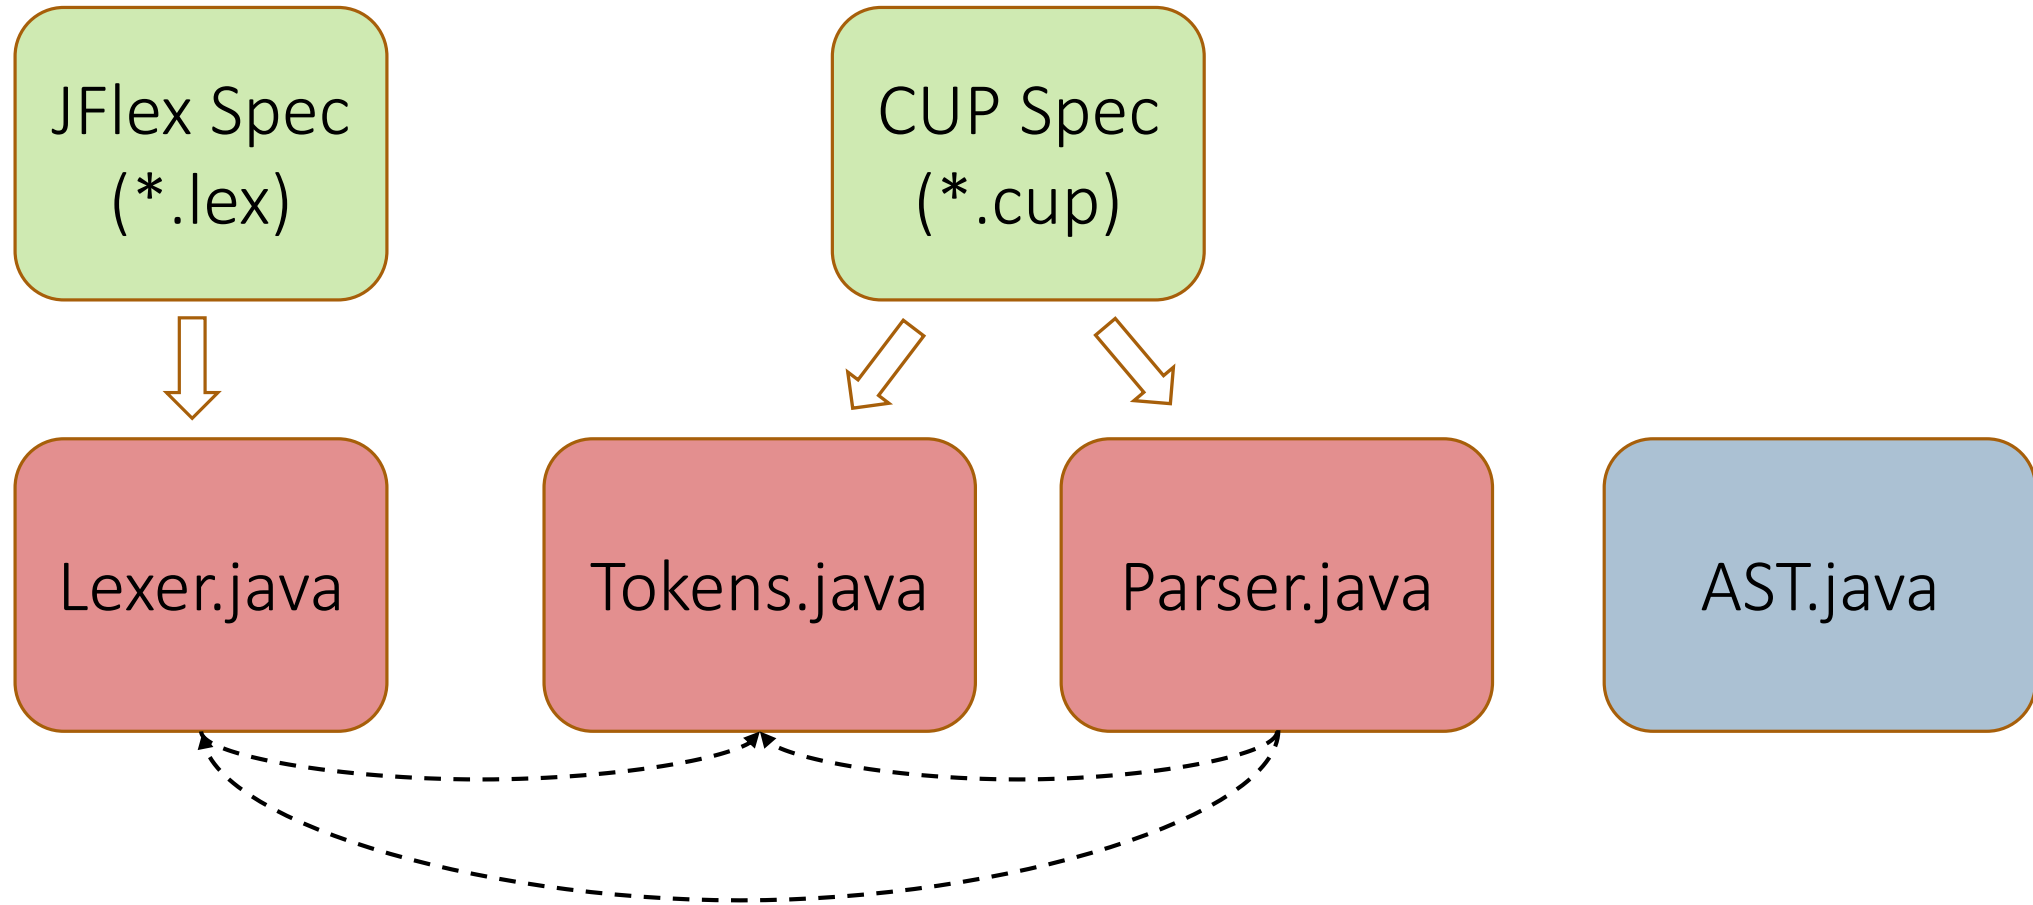 JFlex Spec
(*.lex)
CUP Spec
(*.cup)
Lexer.java
Tokens.java
Parser.java
AST.java